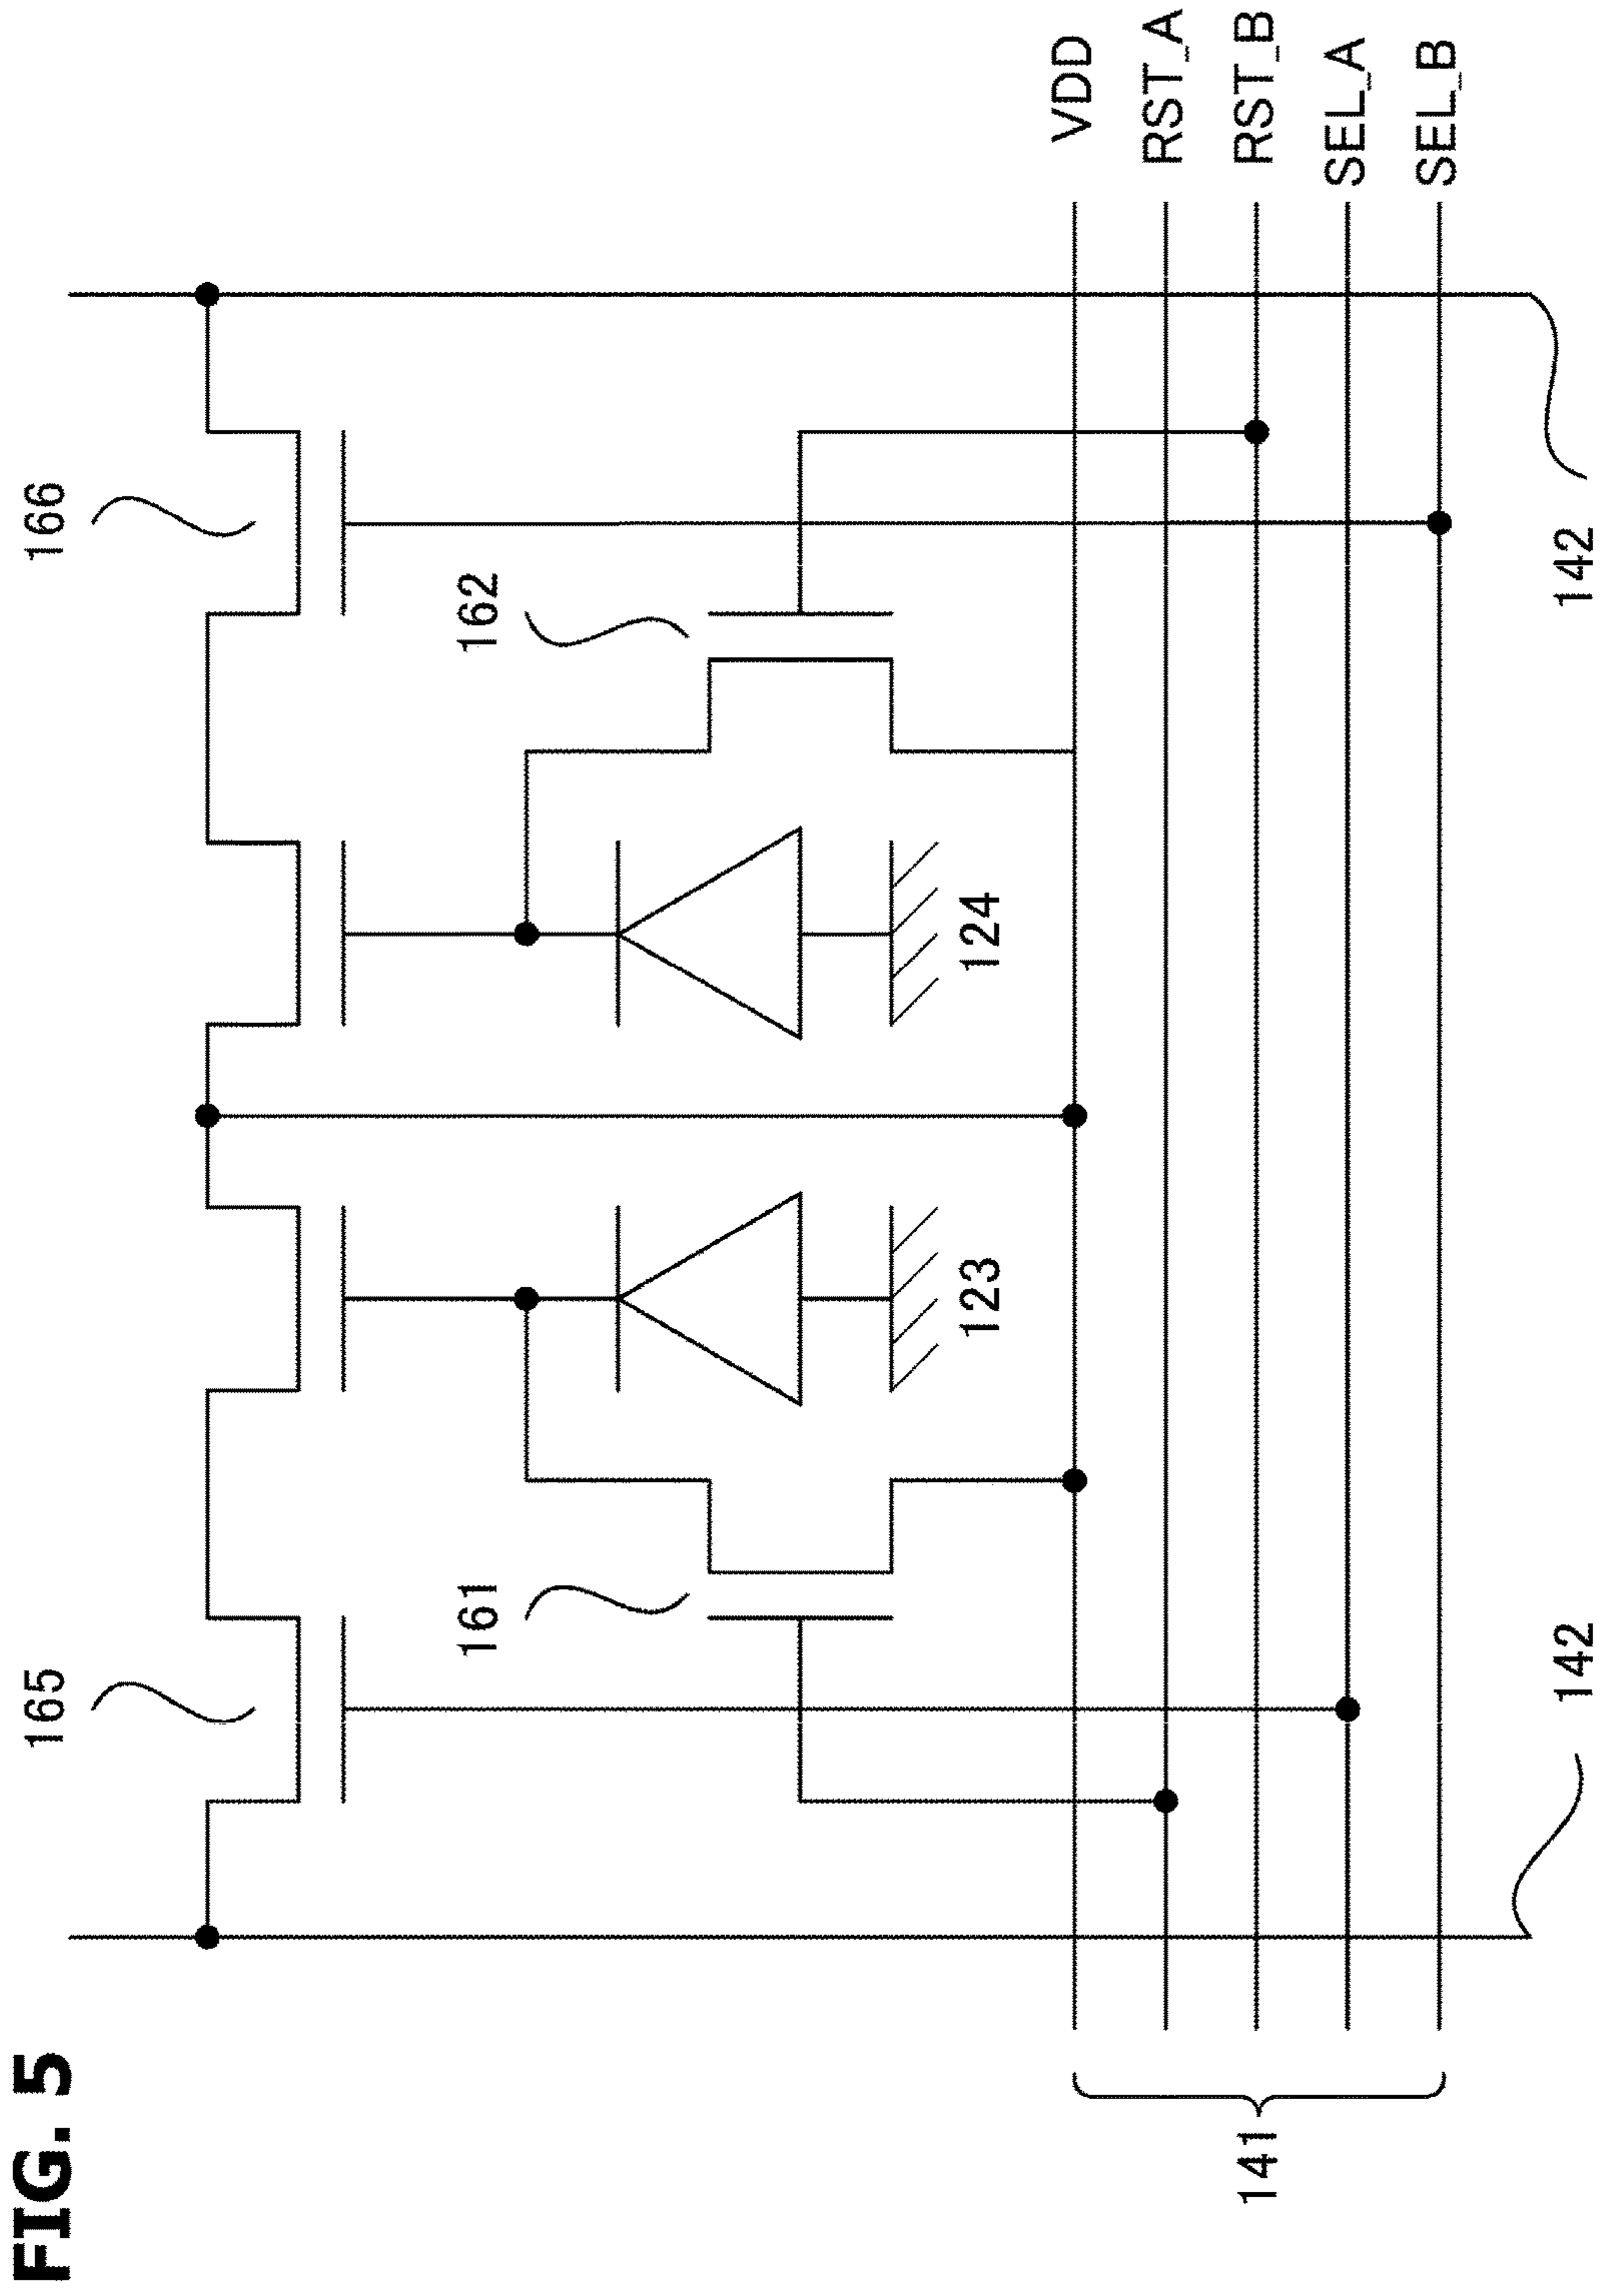 FIG. 5
165
166
161
162
123
124
VDD
RST_A
RST_B
SEL_A
SEL_B
141
142
142